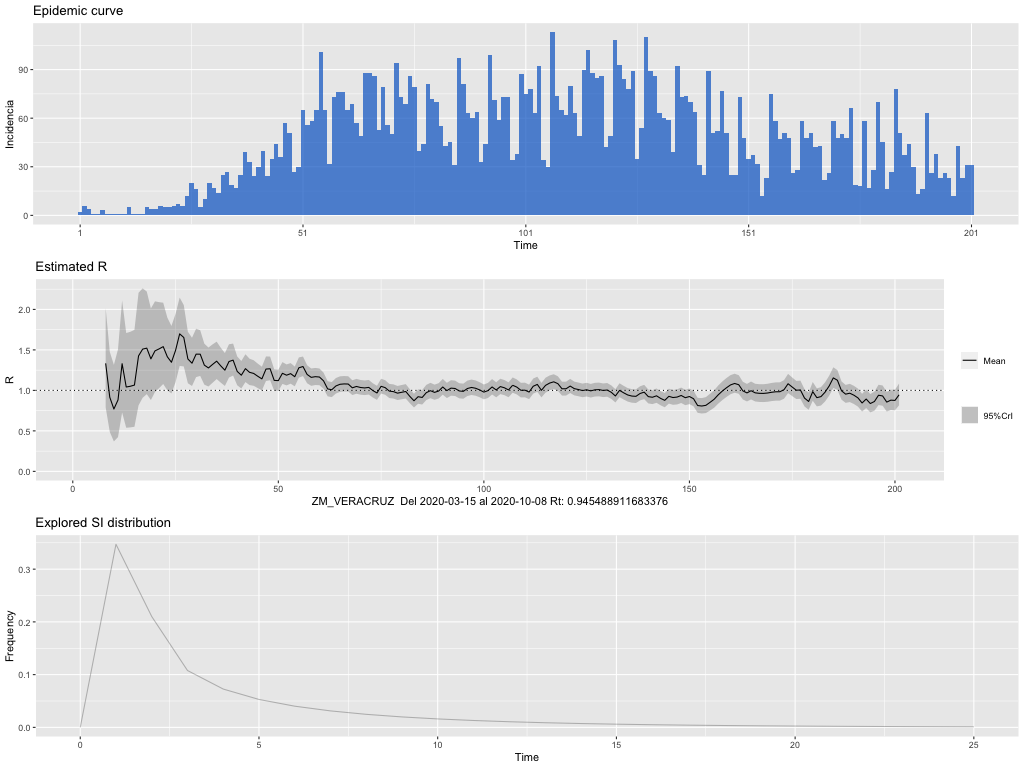 Epidemic curve
Incidencia
90
60
30
0
1 51 101 151 201
Time
Estimated R
R
2.0
1.5
1.0
0.5
0.0
0 50 100 150 200
Mean
95%CrI
ZM_VERACRUZ Del 2020-03-15 al 2020-10-08 Rt: 0.945488911683376
Explored SI distribution
Frequency
0.3
0.2
0.1
0.0
0 5 10 15 20 25
Time